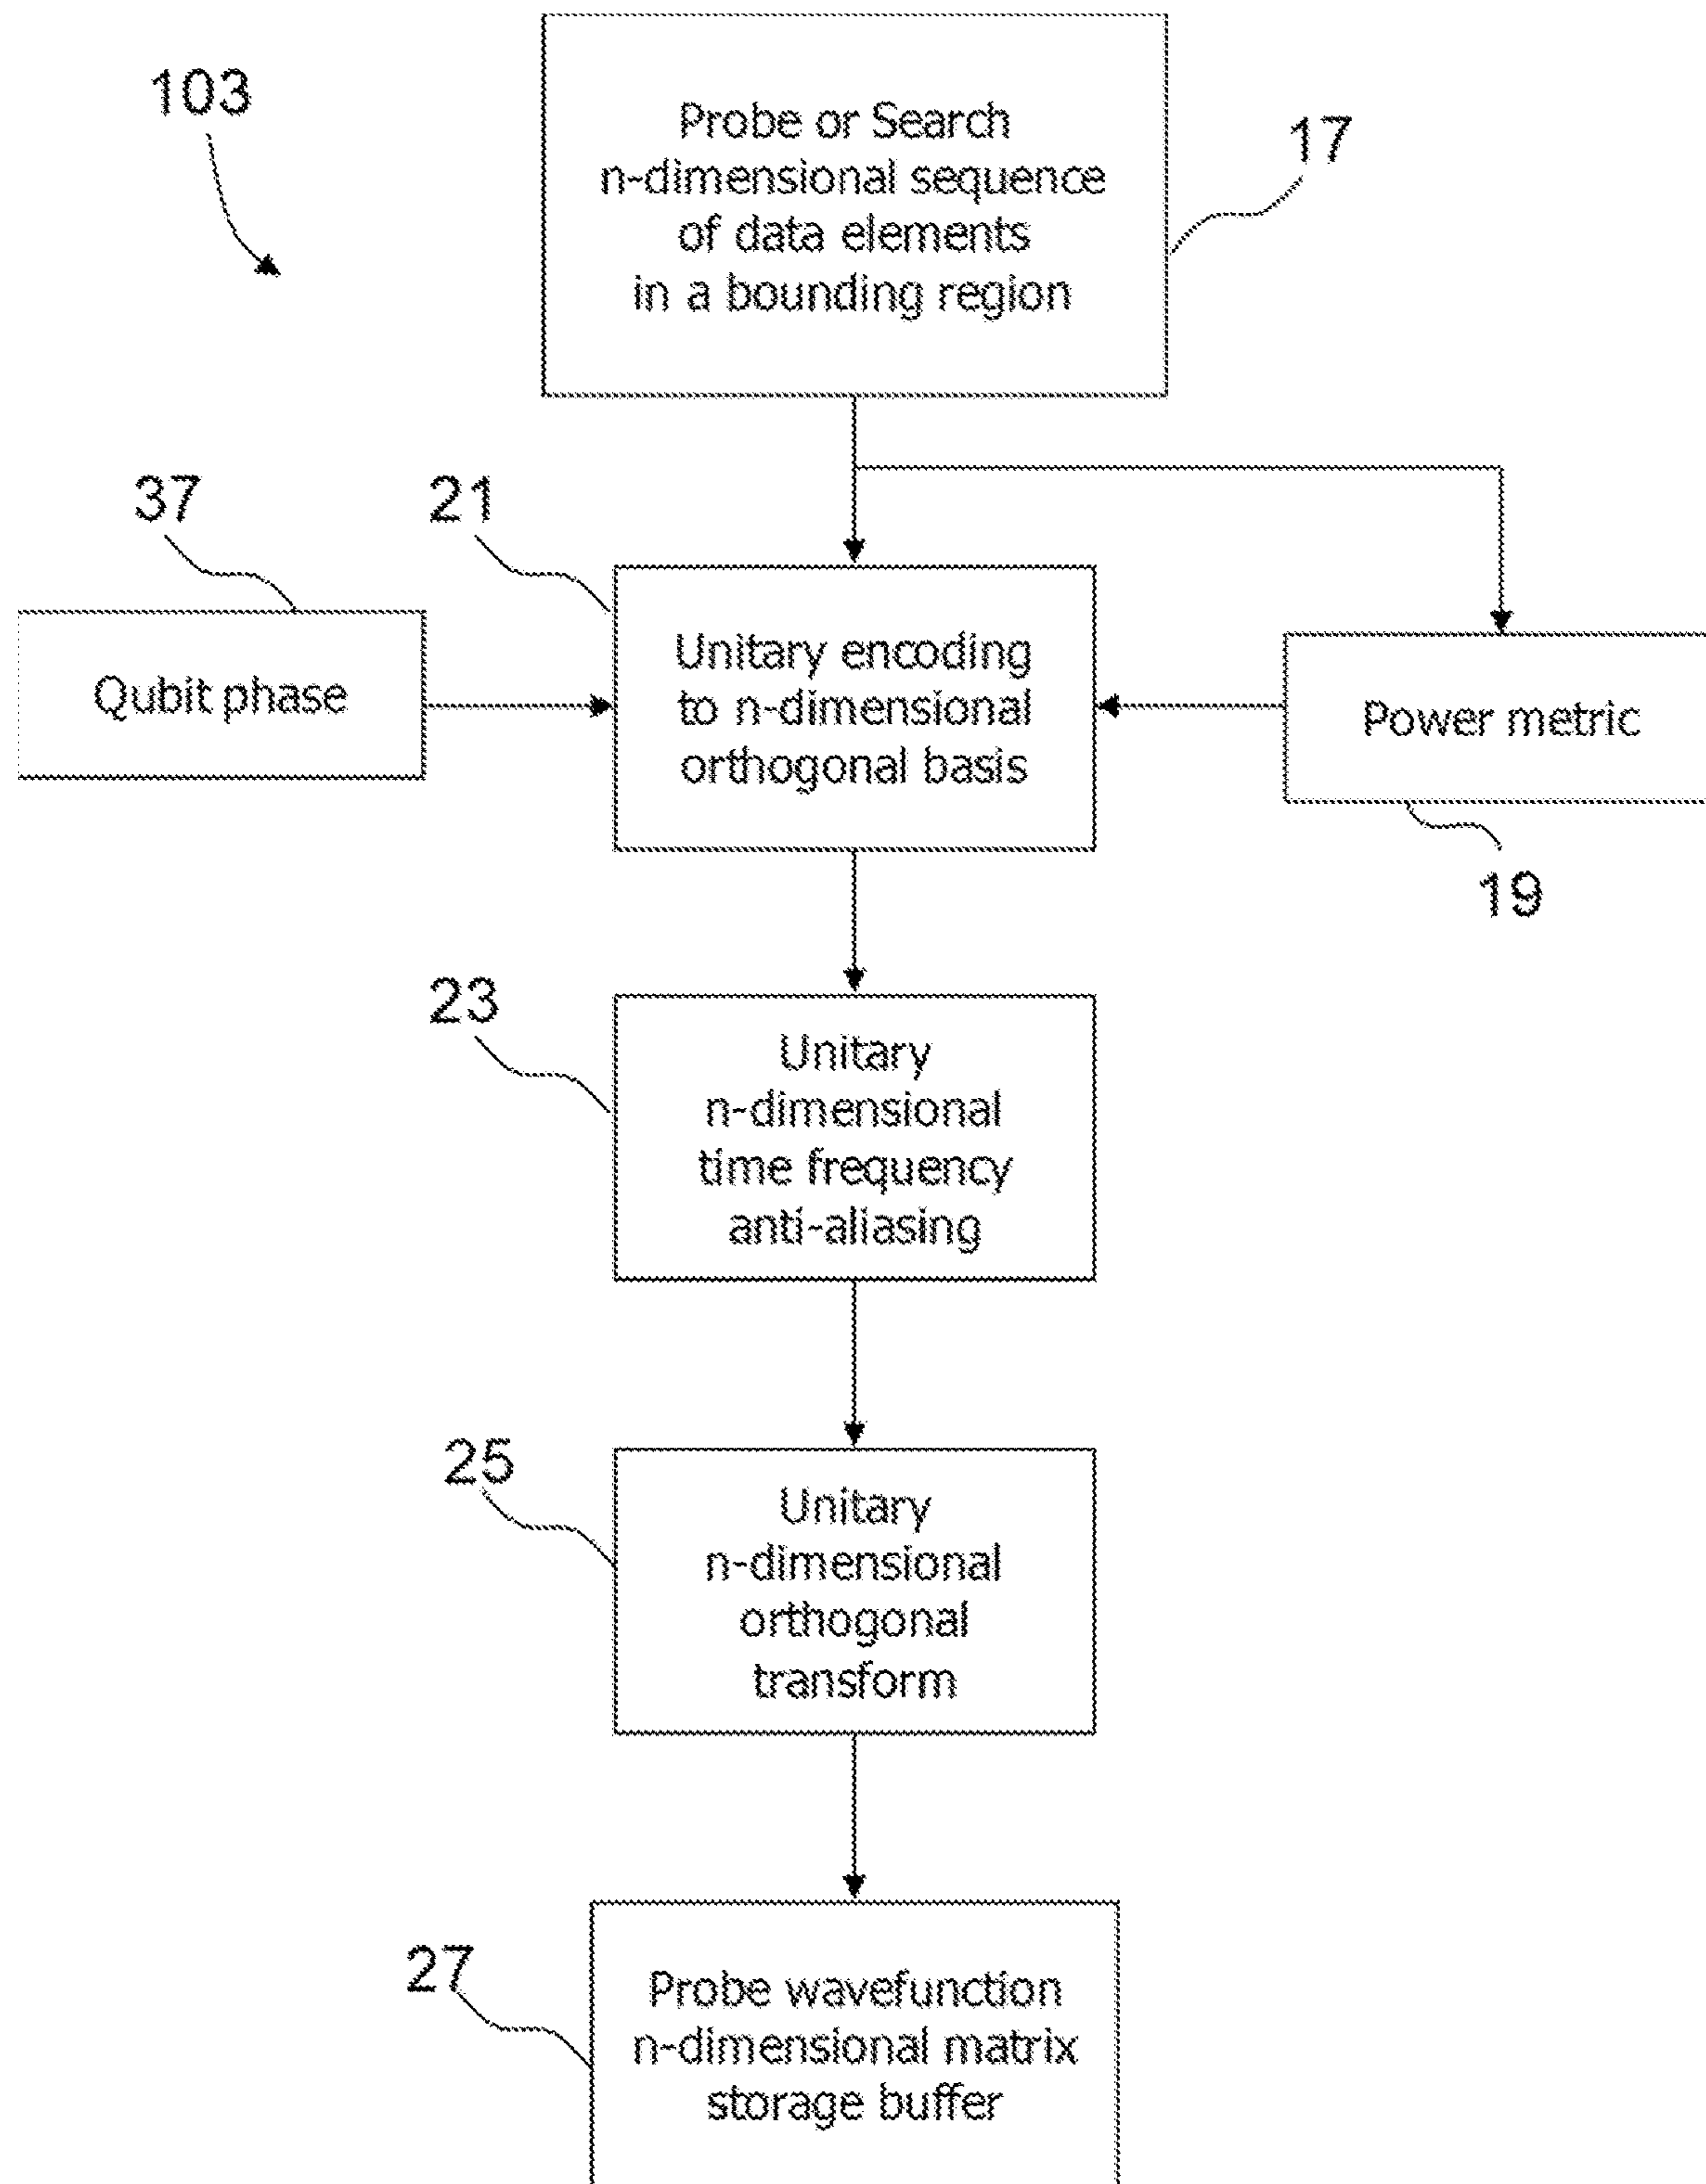 103
Probe or Search
n-dimensional sequence
of data elements
in a bounding region
17
37
21
Qubit phase
Unitary encoding
to n-dimensional
orthogonal basis
Power metric
19
23
Unitary
n-dimensional
time frequency
anti-aliasing
25
Unitary
n-dimensional
orthogonal
transform
27
Probe wavefunction
n-dimensional matrix
storage buffer